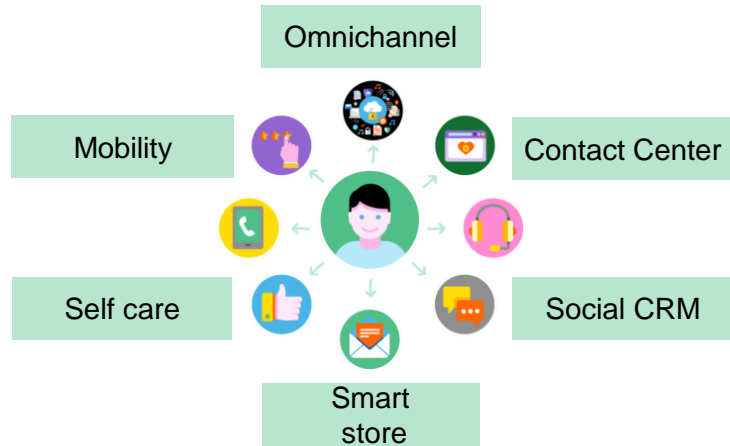 Omnichannel
Mobility
Contact Center
Self care
Social CRM
Smart
store